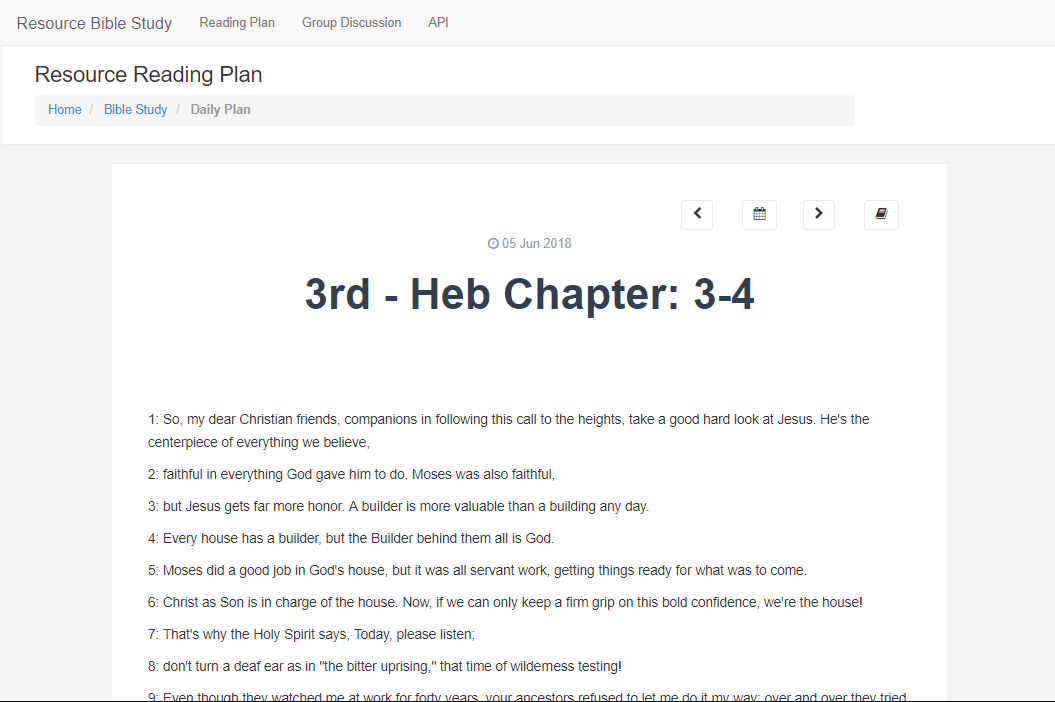 Resource Bible Study Reading Plan Group Discussion API
Resource Reading Plan
Home / Bible Study / Daily Plan
05 Jun 2018
3rd - Heb Chapter: 3-4
1: So, my dear Christian friends, companions in following this call to the heights, take a good hard look at Jesus. He's the
centerpiece of everything we believe,
2: faithful in everything God gave him to do. Moses was also faithful,
3: but Jesus gets far more honor. A builder is more valuable than a building any day.
4: Every house has a builder, but the Builder behind them all is God.
5: Moses did a good job in God's house, but it was all servant work, getting things ready for what was to come.
6: Christ as Son is in charge of the house. Now, if we can only keep a firm grip on this bold confidence, we're the house!
7: That's why the Holy Spirit says, Today, please listen;
8: don't turn a deaf ear as in "the bitter uprising," that time of wilderness testing!
9: Even though they watched me at work for forty years, your ancestors refused to let me do it my way; over and over they tried